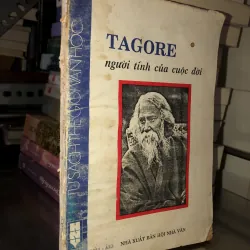 TAGORE
người tình của cuộc đời
NHÀ XUẤT BẢN HỘI NHÀ VĂN
TỦ SÁCH THẾ GIỚI VĂN HỌC